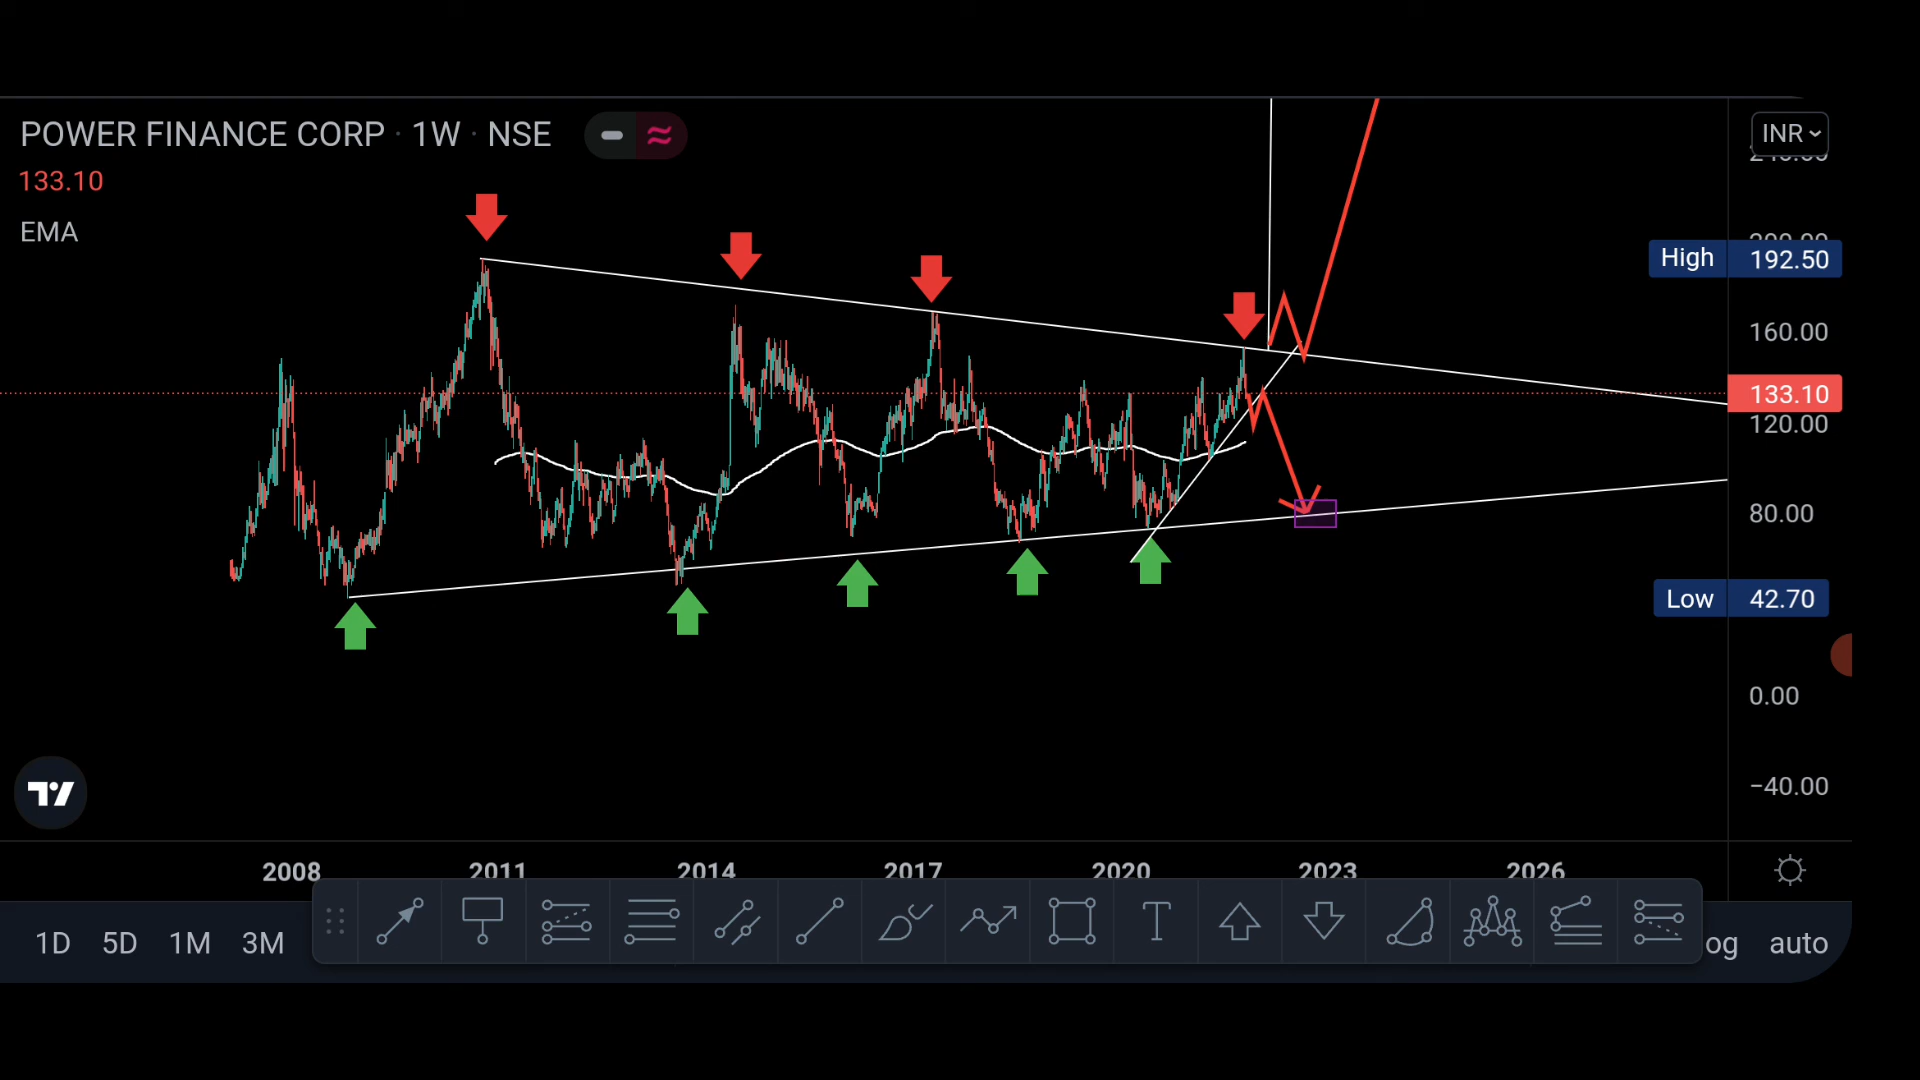 POWER FINANCE CORP · 1W · NSE
INR
133.10
EMA
High 192.50
160.00
133.10
120.00
80.00
Low 42.70
0.00
−40.00
2008 2011 2014 2017 2020 2023 2026
1D 5D 1M 3M T og auto